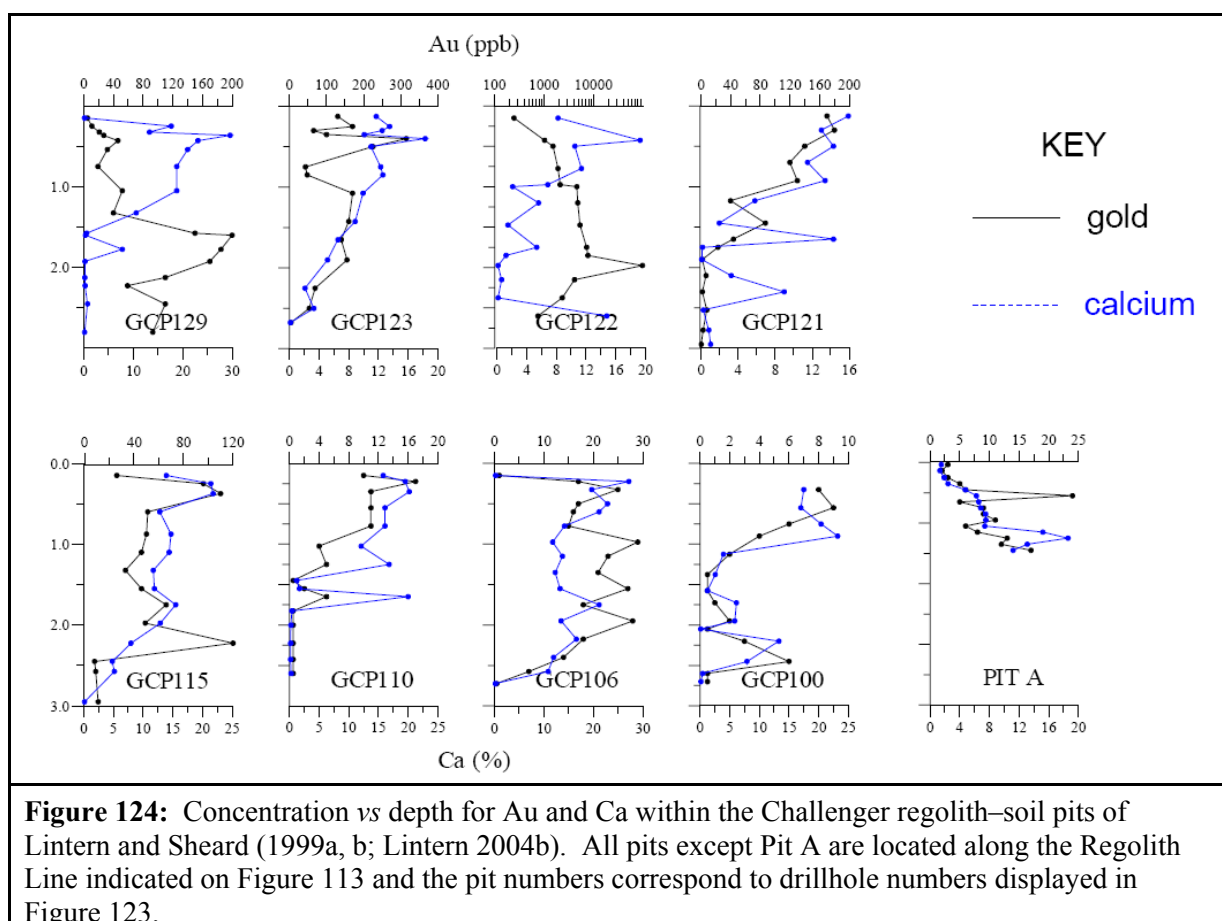 Au (ppb)
0 40 80 120 160 200
0 100 200 300 400
100 1000 10000
0 40 80 120 160 200
KEY
gold
calcium
1.0
2.0
GCP129
GCP123
GCP122
GCP121
0 10 20 30
0 4 8 12 16 20
0 4 8 12 16 20
0 4 8 12 16
0 40 80 120
0 4 8 12 16 20
0 10 20 30
0 2 4 6 8 10
0 5 10 15 20 25
0.0
1.0
2.0
3.0
GCP115
GCP110
GCP106
GCP100
PIT A
0 5 10 15 20 25
0 5 10 15 20 25
0 10 20 30
0 5 10 15 20 25
0 4 8 12 16 20
Ca (%)
Figure 124: Concentration vs depth for Au and Ca within the Challenger regolith–soil pits of
Lintern and Sheard (1999a, b; Lintern 2004b). All pits except Pit A are located along the Regolith
Line indicated on Figure 113 and the pit numbers correspond to drillhole numbers displayed in
Figure 123.